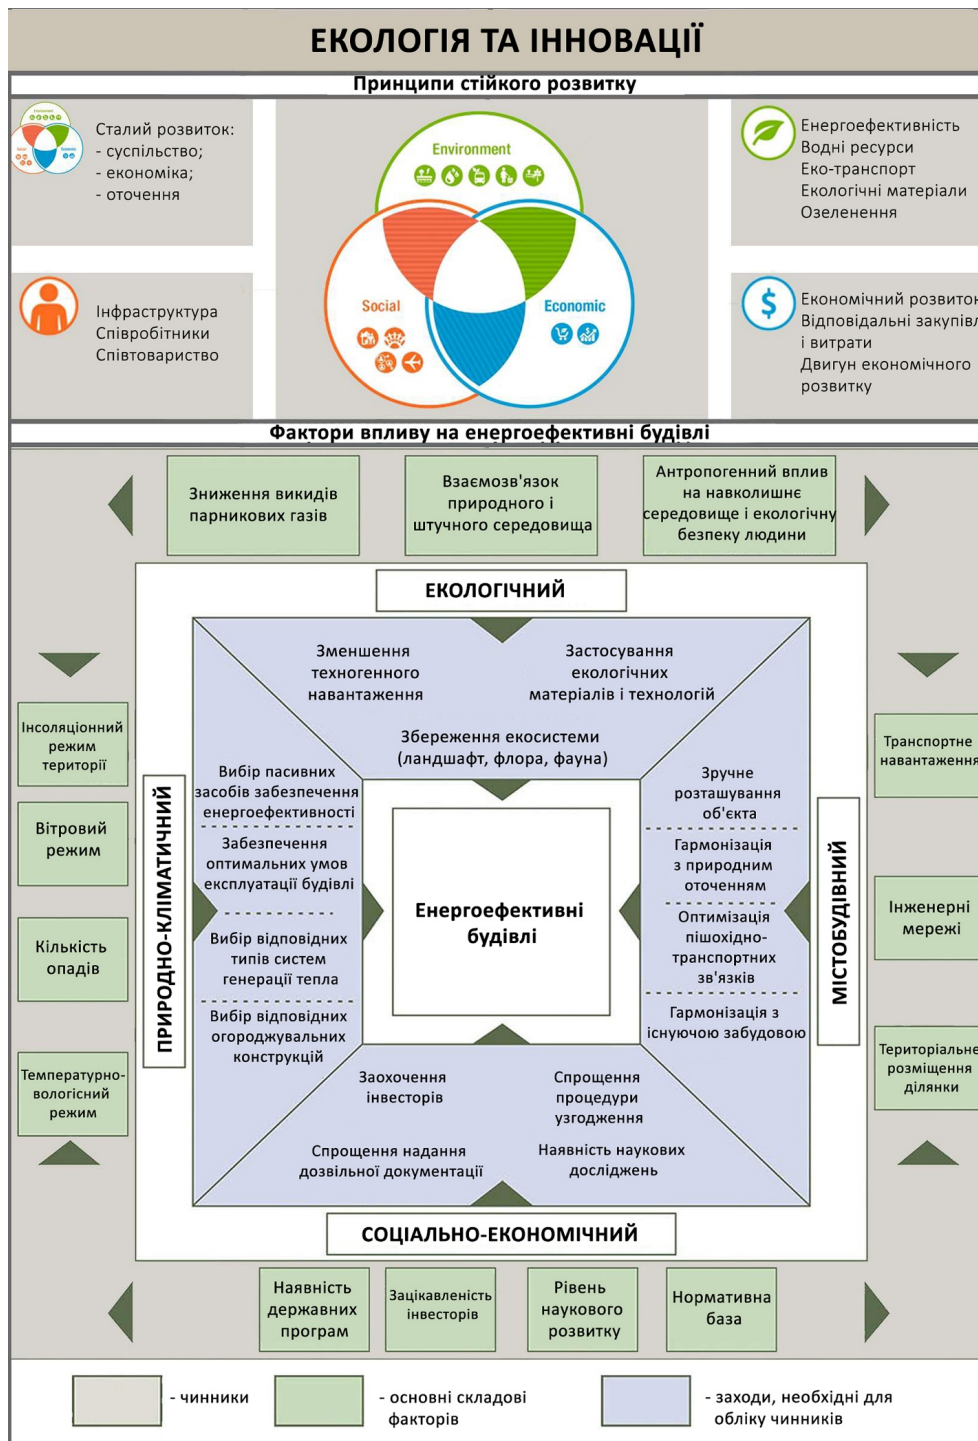 ЕКОЛОГІЯ ТА ІННОВАЦІЇ
Принципи стійкого розвитку
Сталий розвиток:
- суспільство;
- економіка;
- оточення
Інфраструктура
Співробітники
Співтовариство
Environment
Social
Economic
Енергоефективність
Водні ресурси
Еко-транспорт
Екологічні матеріали
Озеленення
$
Економічний розвиток
Відповідальні закупівл
і витрати
Двигун економічного
розвитку
Фактори впливу на енергоефективні будівлі
Зниження викидів
парникових газів
Взаємозв'язок
природного і
штучного середовища
Антропогенний вплив
на навколишнє
середовище і екологічну
безпеку людини
ЕКОЛОГІЧНИЙ
Зменшення
техногенного
навантаження
Застосування
екологічних
матеріалів і технологій
Збереження екосистеми
(ландшафт, флора, фауна)
Інсоляціонний
режим
території
Вітровий
режим
Кількість
опадів
Температурно-
вологісний
режим
ПРИРОДНО-КЛІМАТИЧНИЙ
Вибір пасивних
засобів забезпечення
енергоефективності
Забезпечення
оптимальних умов
експлуатації будівлі
Вибір відповідних
типів систем
генерації тепла
Вибір відповідних
огороджувальних
конструкцій
Енергоефективні
будівлі
Зручне
розташування
об'єкта
Гармонізація
з природним
оточенням
Оптимізація
пішохідно-
транспортних
зв'язків
Гармонізація з
існуючою забудовою
МІСТОБУДІВНИЙ
Транспортне
навантаження
Інженерні
мережі
Територіальне
розміщення
ділянки
Заохочення
інвесторів
Спрощення
процедури
узгодження
Спрощення надання
дозвільної документації
Наявність наукових
досліджень
СОЦІАЛЬНО-ЕКОНОМІЧНИЙ
Наявність
державних
програм
Зацікавленість
інвесторів
Рівень
наукового
розвитку
Нормативна
база
- чинники
- основні складові
факторів
- заходи, необхідні для
обліку чинників